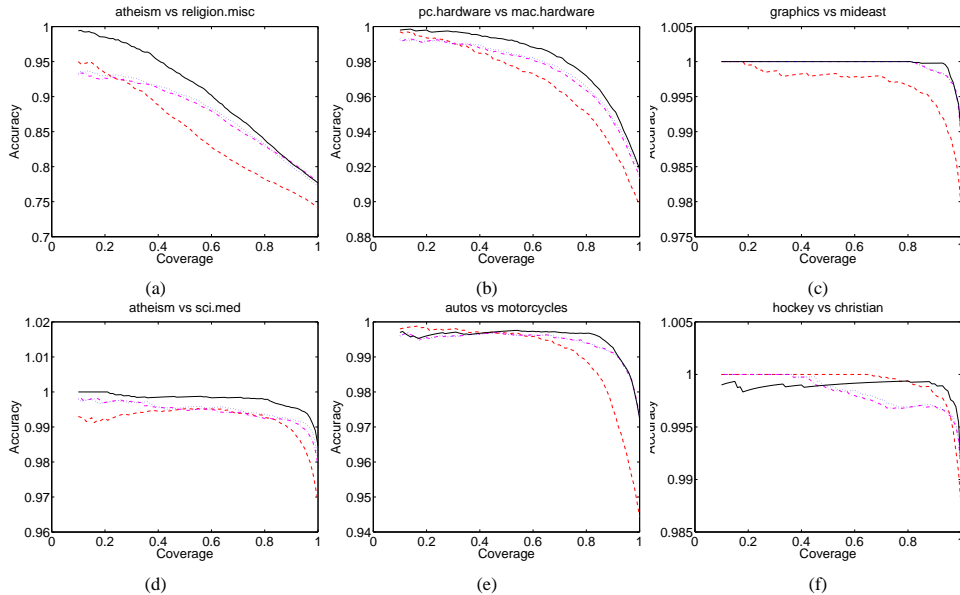 atheism vs religion.misc
1
0.95
0.9
0.85
0.8
0.75
0.7
Accuracy
0 0.2 0.4 0.6 0.8 1
Coverage
(a)
pc.hardware vs mac.hardware
1
0.98
0.96
0.94
0.92
0.9
0.88
Accuracy
0 0.2 0.4 0.6 0.8 1
Coverage
(b)
graphics vs mideast
1.005
1
0.995
0.99
0.985
0.98
0.975
Accuracy
0 0.2 0.4 0.6 0.8 1
Coverage
(c)
atheism vs sci.med
1.02
1.01
1
0.99
0.98
0.97
0.96
Accuracy
0 0.2 0.4 0.6 0.8 1
Coverage
(d)
autos vs motorcycles
1
0.99
0.98
0.97
0.96
0.95
0.94
Accuracy
0 0.2 0.4 0.6 0.8 1
Coverage
(e)
hockey vs christian
1.005
1
0.995
0.99
0.985
Accuracy
0 0.2 0.4 0.6 0.8 1
Coverage
(f)